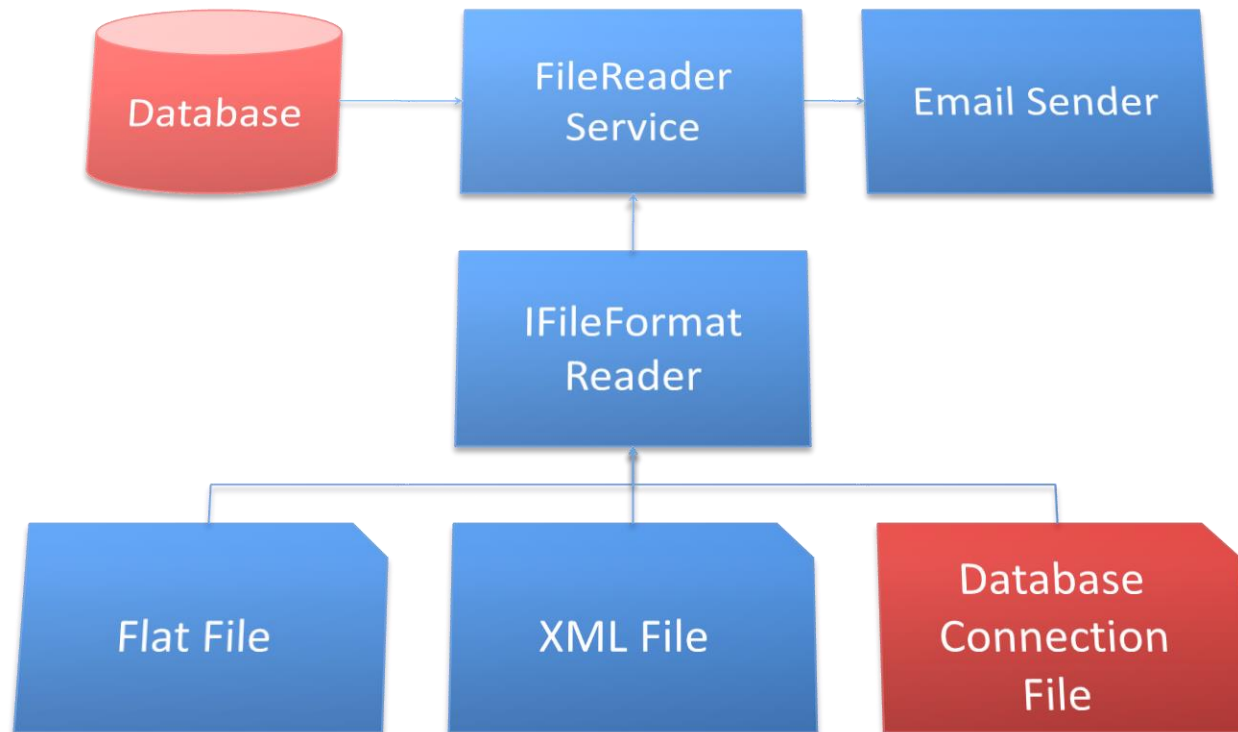 Database
FileReader
Service
Email Sender
IFileFormat
Reader
Flat File
XML File
Database
Connection
File